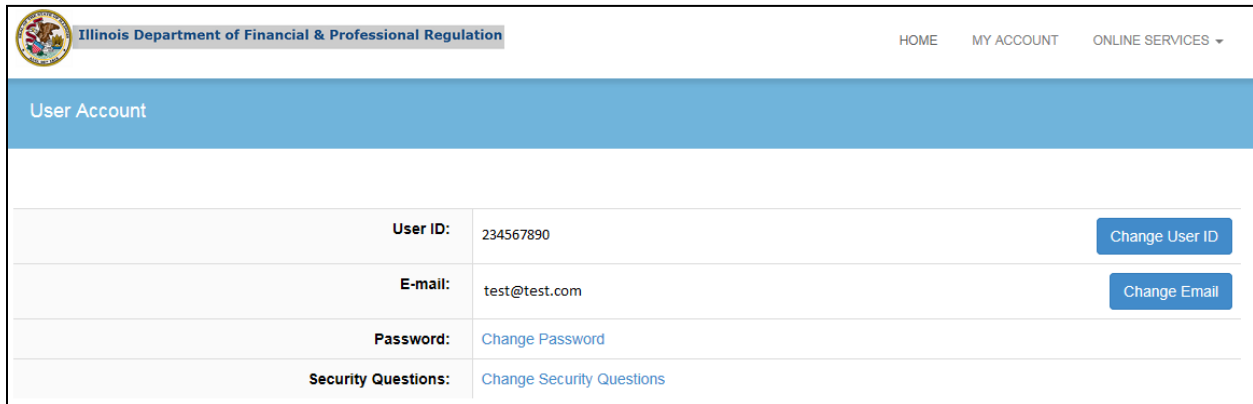 Illinois Department of Financial & Professional Regulation
HOME MY ACCOUNT ONLINE SERVICES
User Account
User ID: 234567890 Change User ID
E-mail: test@test.com Change Email
Password: Change Password
Security Questions: Change Security Questions